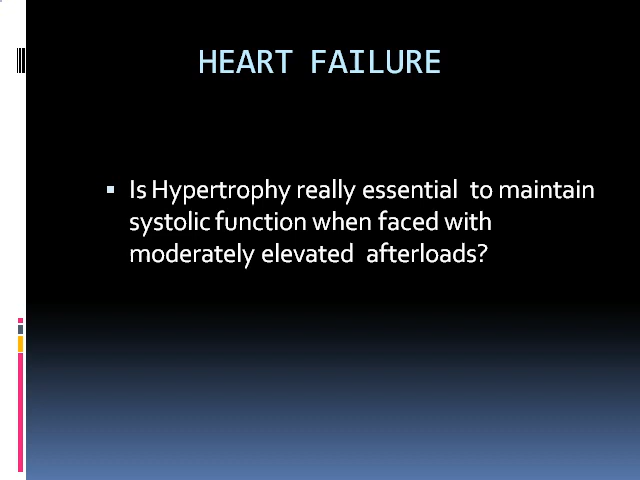 HEART FAILURE
Is Hypertrophy really essential to maintain
systolic function when faced with
moderately elevated afterloads?